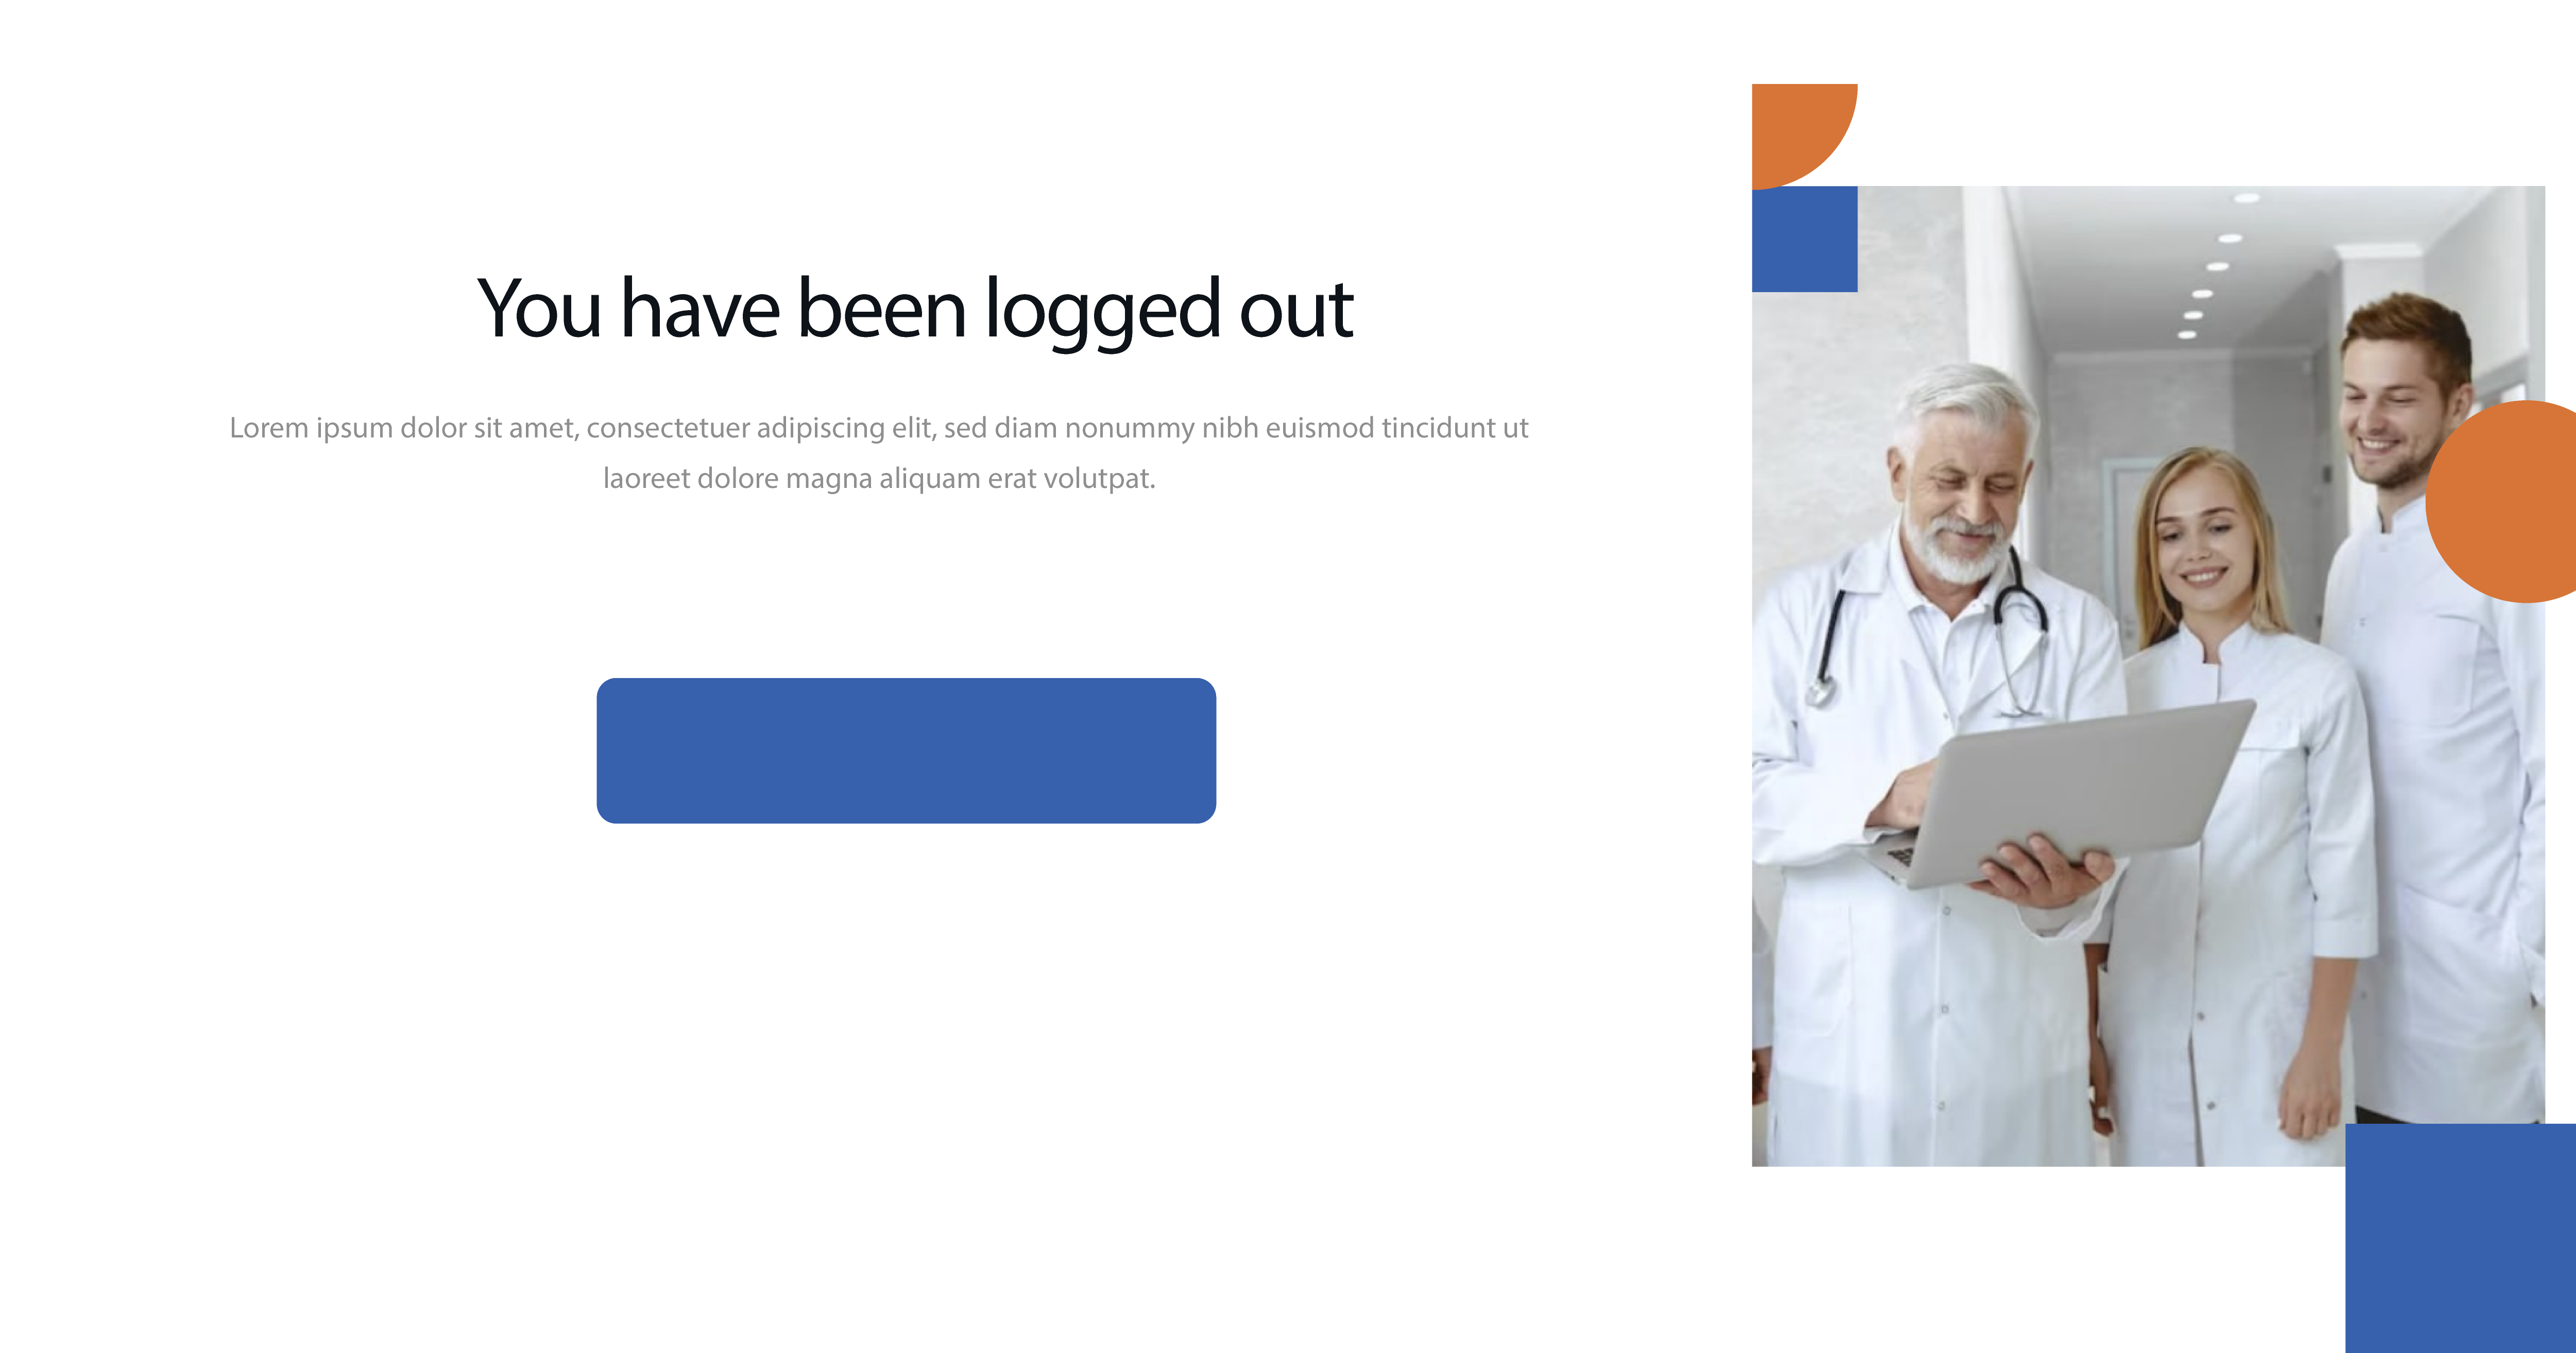 You have been logged out
Lorem ipsum dolor sit amet, consectetuer adipiscing elit, sed diam nonummy nibh euismod tincidunt ut
laoreet dolore magna aliquam erat volutpat.